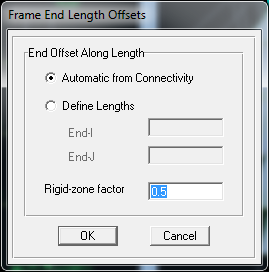 Frame End Length Offsets
End Offset Along Length
Automatic from Connectivity
Define Lengths
End-I
End-J
Rigid-zone factor 0.5
OK Cancel